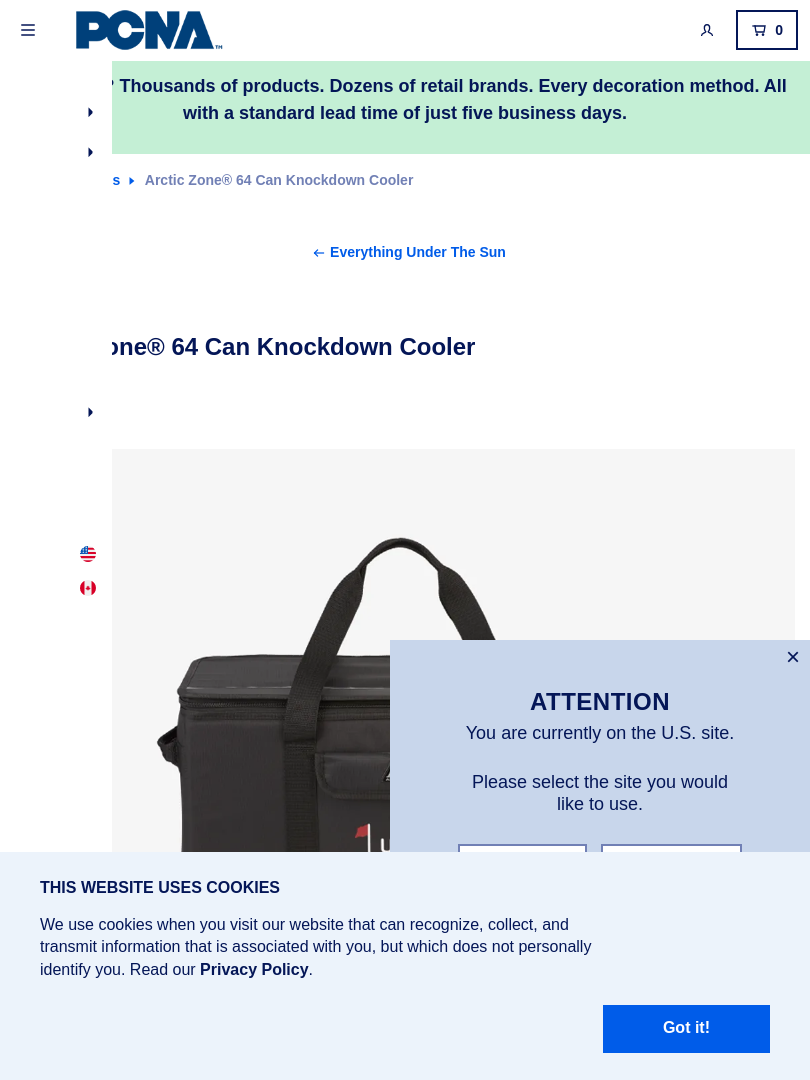 PCNA™
0
? Thousands of products. Dozens of retail brands. Every decoration method. All
with a standard lead time of just five business days.
s Arctic Zone® 64 Can Knockdown Cooler
← Everything Under The Sun
one® 64 Can Knockdown Cooler
×
ATTENTION
You are currently on the U.S. site.
Please select the site you would
like to use.
THIS WEBSITE USES COOKIES
We use cookies when you visit our website that can recognize, collect, and
transmit information that is associated with you, but which does not personally
identify you. Read our Privacy Policy.
Got it!